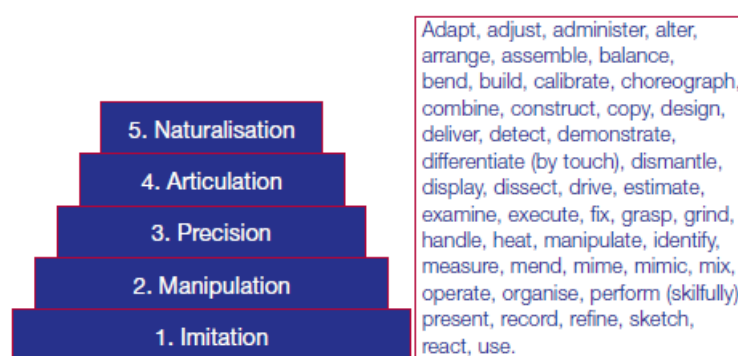 5. Naturalisation
4. Articulation
3. Precision
2. Manipulation
1. Imitation
Adapt, adjust, administer, alter,
arrange, assemble, balance,
bend, build, calibrate, choreograph,
combine, construct, copy, design,
deliver, detect, demonstrate,
differentiate (by touch), dismantle,
display, dissect, drive, estimate,
examine, execute, fix, grasp, grind,
handle, heat, manipulate, identify,
measure, mend, mime, mimic, mix,
operate, organise, perform (skilfully)
present, record, refine, sketch,
react, use.